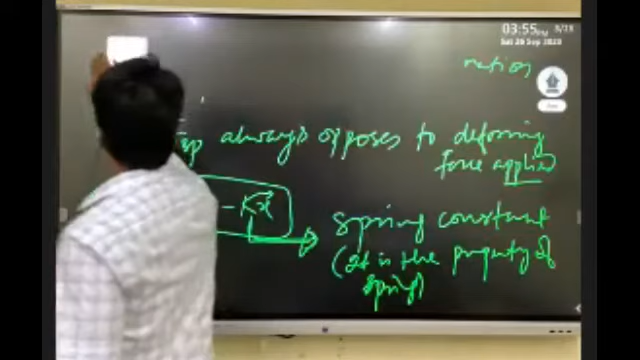 03:55
Sat 26 Sep 2020
sp always opposes to deforming
force applied
- Kx
spring constant
(It is the property of
spring)